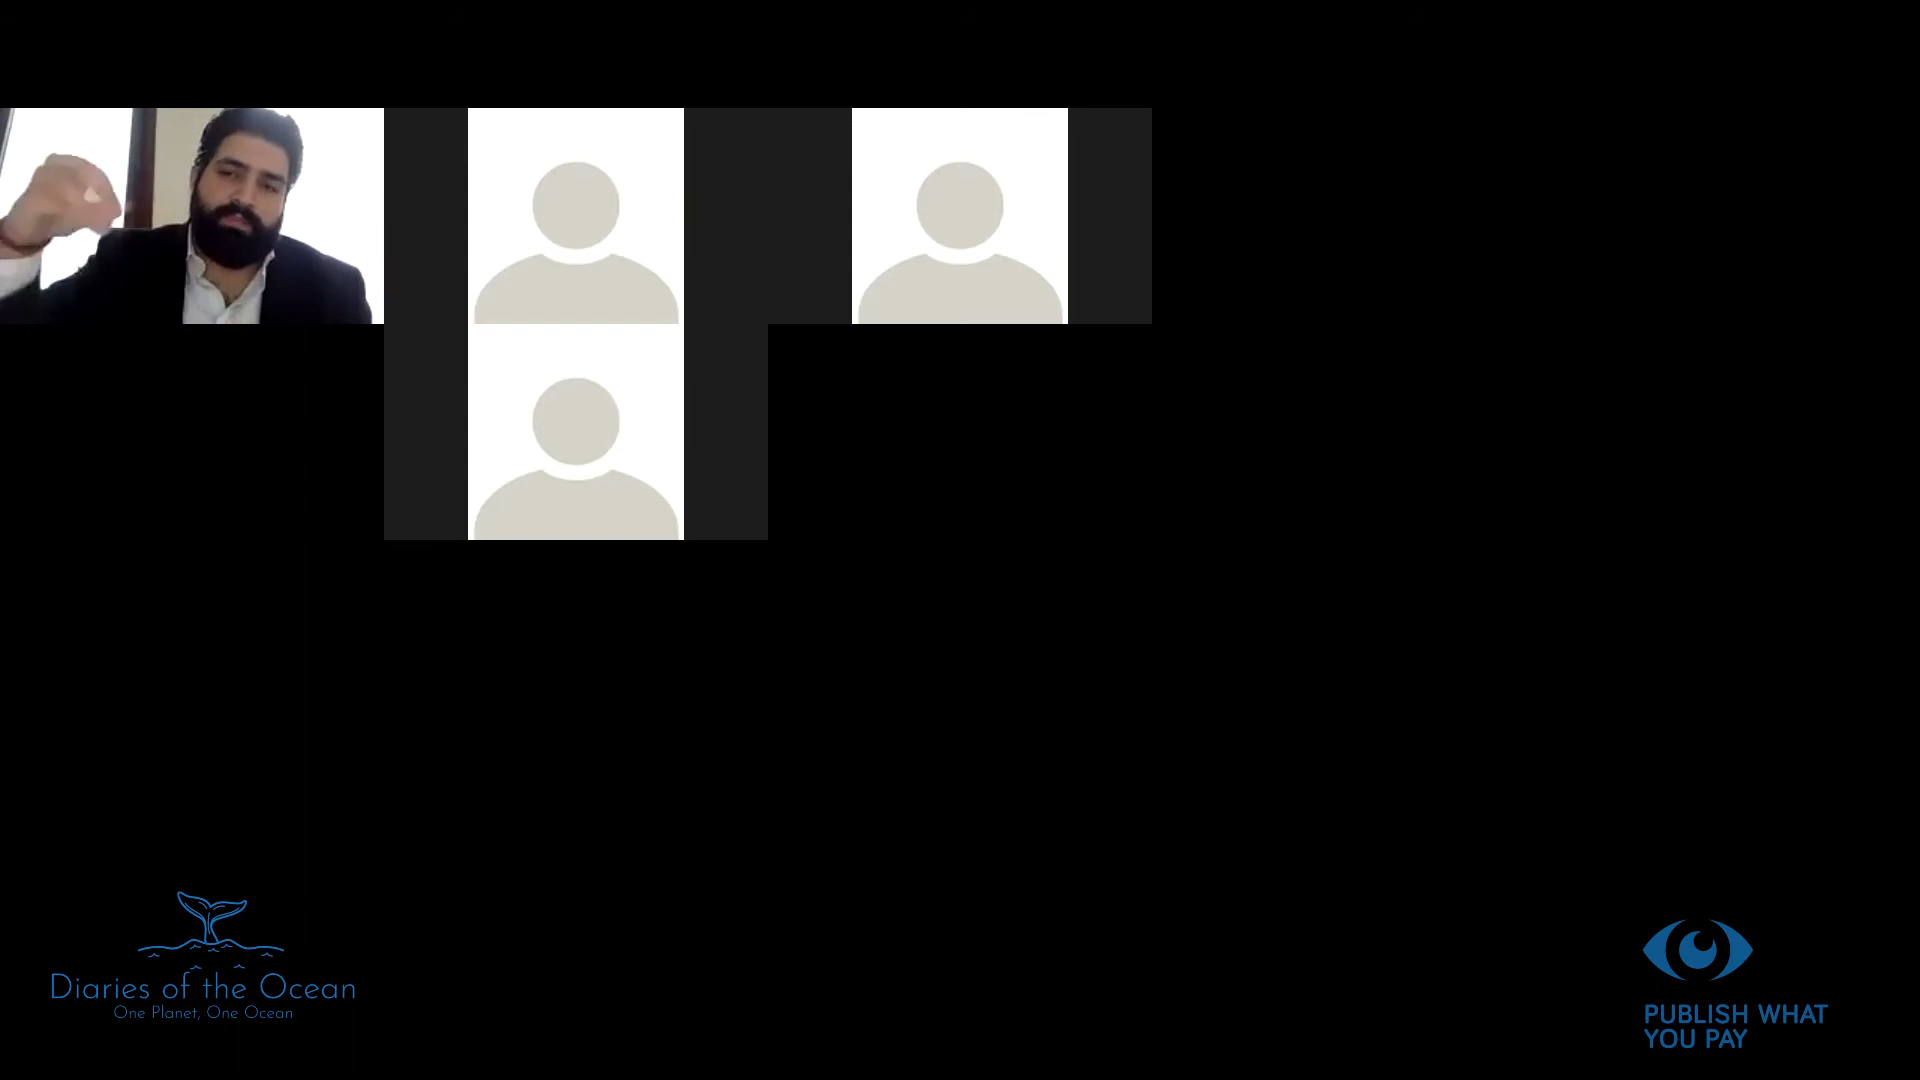 Diaries of the Ocean
One Planet, One Ocean
PUBLISH WHAT
YOU PAY